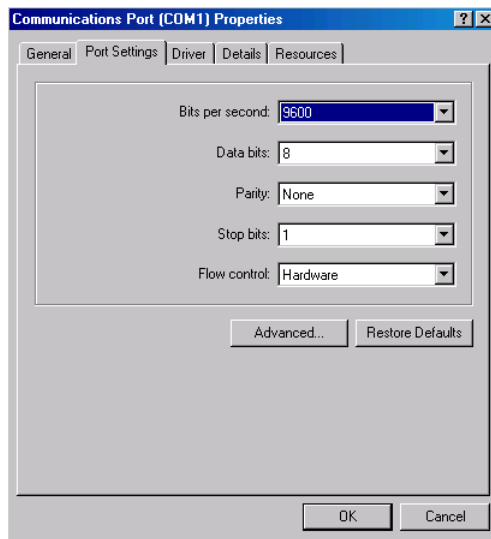 Communications Port (COM1) Properties
General Port Settings Driver Details Resources
Bits per second: 9600
Data bits: 8
Parity: None
Stop bits: 1
Flow control: Hardware
Advanced... Restore Defaults
OK Cancel